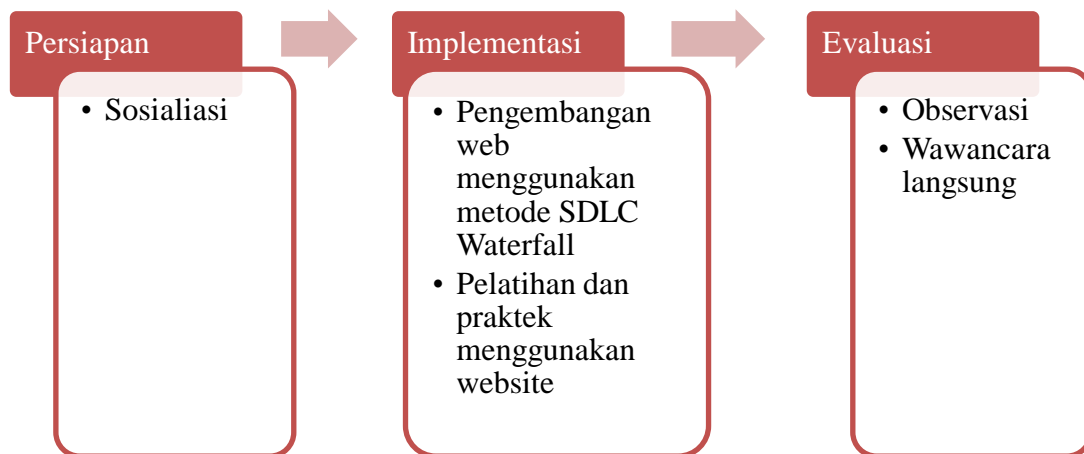 Persiapan
• Sosialiasi
Implementasi
• Pengembangan
web
menggunakan
metode SDLC
Waterfall
• Pelatihan dan
praktek
menggunakan
website
Evaluasi
• Observasi
• Wawancara
langsung